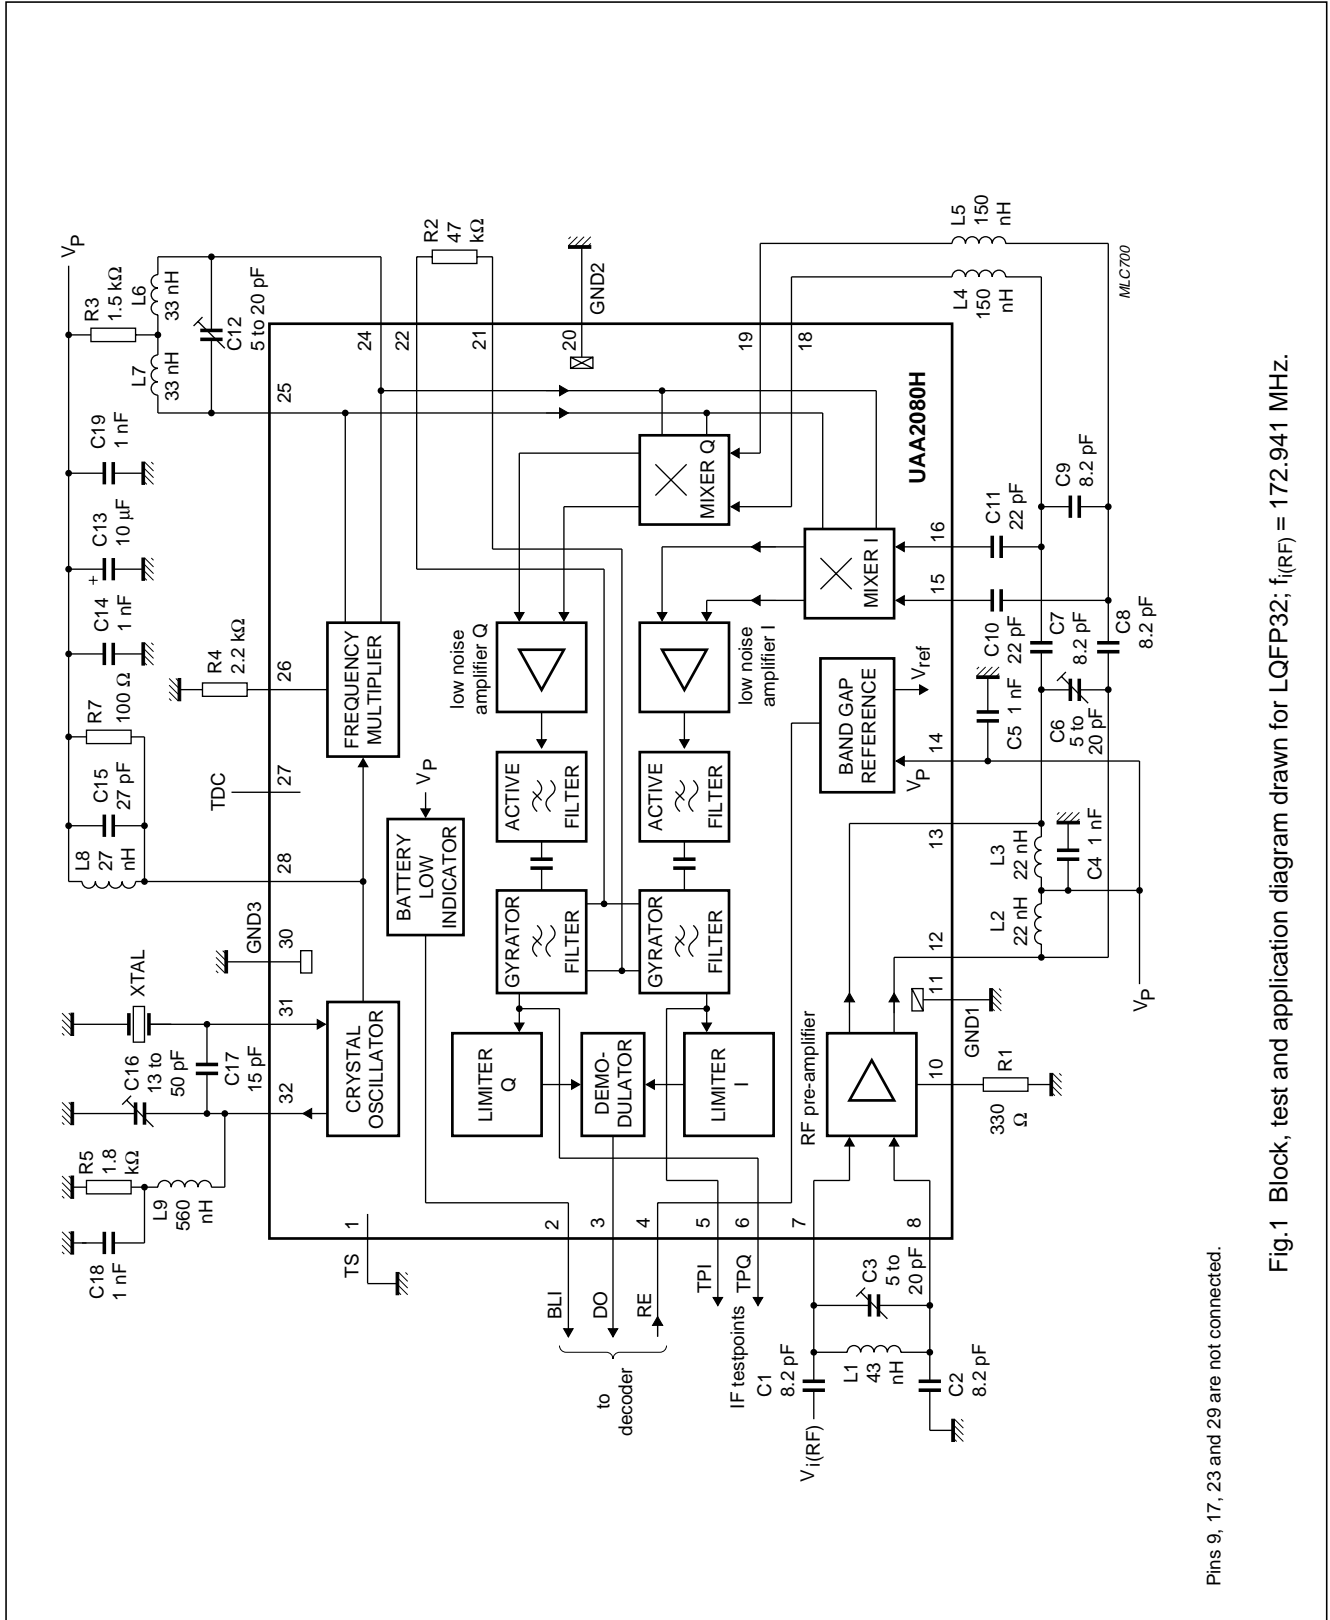 V_P
R3
1.5 kΩ
L6
33 nH
L7
33 nH
C12
5 to 20 pF
C19
1 nF
C13
10 µF
+
C14
1 nF
R7
100 Ω
C15
27 pF
L8
27
nH
R4
2.2 kΩ
TDC
GND3
XTAL
C16
13 to
50 pF
C17
15 pF
R5
1.8
kΩ
L9
560
nH
C18
1 nF
R2
47
kΩ
GND2
L5
150
nH
L4
150
nH
32
31
30
28
27
26
25
24
22
21
20
19
18
CRYSTAL
OSCILLATOR
BATTERY
LOW
INDICATOR
V_P
FREQUENCY
MULTIPLIER
LIMITER
Q
GYRATOR
FILTER
ACTIVE
FILTER
low noise
amplifier Q
MIXER Q
DEMO-
DULATOR
LIMITER
I
GYRATOR
FILTER
ACTIVE
FILTER
low noise
amplifier I
MIXER I
RF pre-amplifier
BAND GAP
REFERENCE
V_ref
V_P
UAA2080H
TS
1
BLI
2
DO
3
RE
4
TPI
5
TPQ
6
7
8
to
decoder
IF testpoints
V_i(RF)
C1
8.2 pF
L1
43
nH
C3
5 to
20 pF
C2
8.2 pF
10
11
12
13
14
15
16
R1
330
Ω
GND1
L2
22 nH
L3
22 nH
C4
1 nF
V_P
C5
1 nF
C6
5 to
20 pF
C10
22 pF
C7
8.2 pF
C8
8.2 pF
C11
22 pF
C9
8.2 pF
MLC700
Pins 9, 17, 23 and 29 are not connected.
Fig.1 Block, test and application diagram drawn for LQFP32; f_i(RF) = 172.941 MHz.